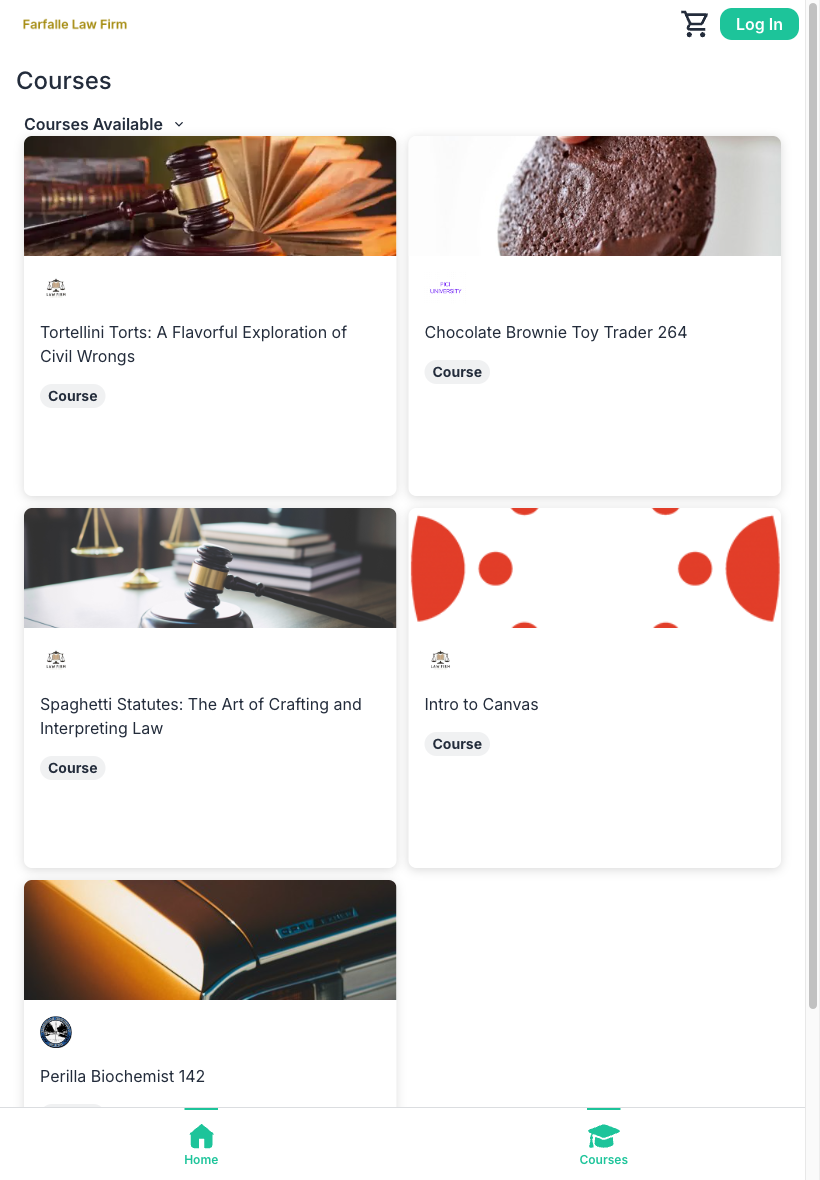 Farfalle Law Firm
Log In
Courses
Courses Available
LAW FIRM
Tortellini Torts: A Flavorful Exploration of
Civil Wrongs
Course
PICI
UNIVERSITY
Chocolate Brownie Toy Trader 264
Course
LAW FIRM
Spaghetti Statutes: The Art of Crafting and
Interpreting Law
Course
LAW FIRM
Intro to Canvas
Course
Perilla Biochemist 142
Home
Courses